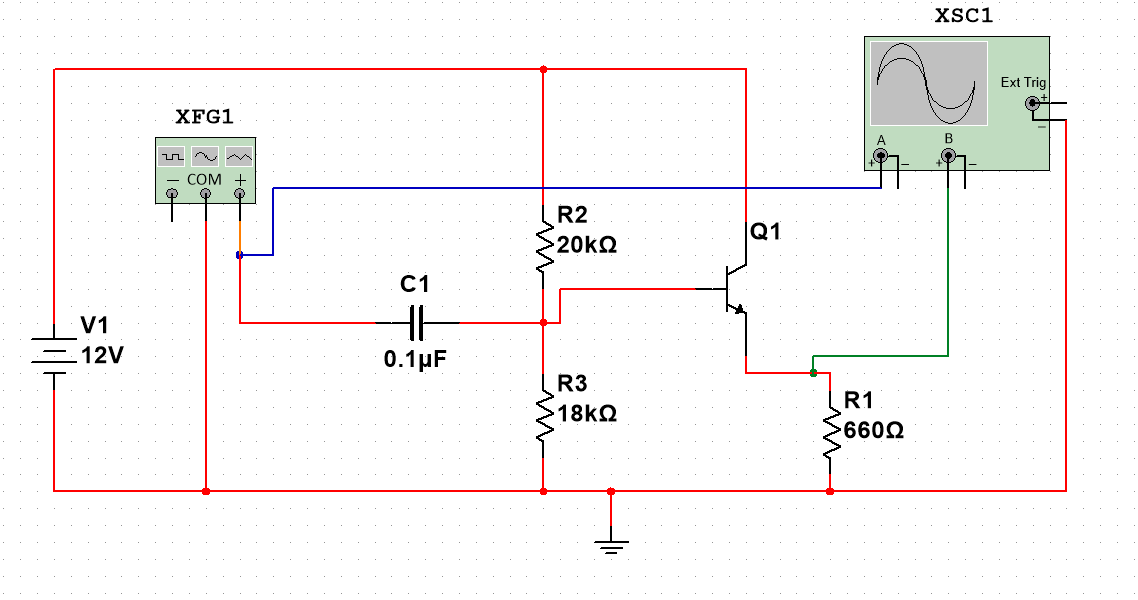 XSC1
Ext Trig
+
A
B
−
+
−
+
−
XFG1
− COM +
R2
20kΩ
Q1
C1
0.1µF
V1
12V
R3
18kΩ
R1
660Ω